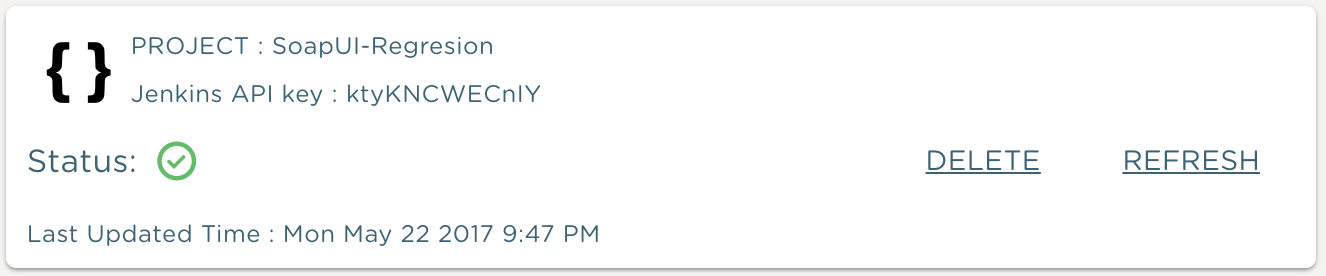 { } PROJECT : SoapUI-Regresion
Jenkins API key : ktyKNCWECnIY
Status: DELETE REFRESH
Last Updated Time : Mon May 22 2017 9:47 PM